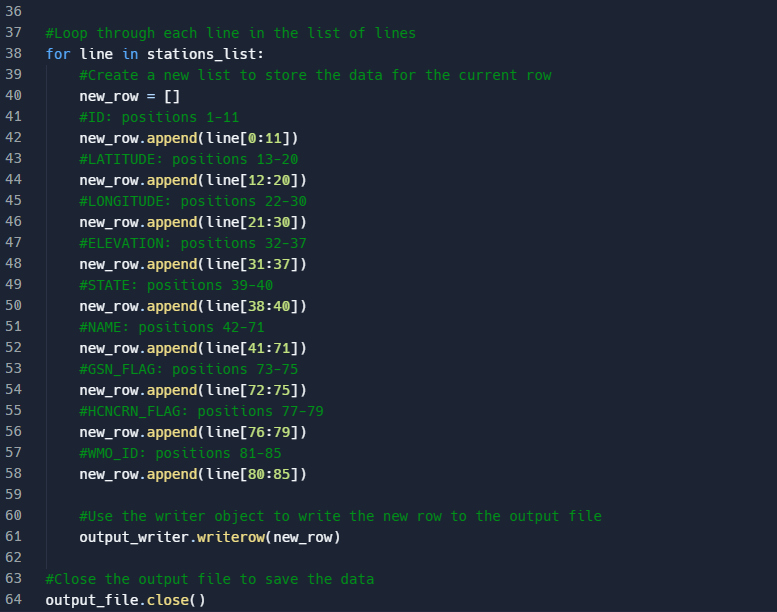 36
37 #Loop through each line in the list of lines
38 for line in stations_list:
39     #Create a new list to store the data for the current row
40     new_row = []
41     #ID: positions 1-11
42     new_row.append(line[0:11])
43     #LATITUDE: positions 13-20
44     new_row.append(line[12:20])
45     #LONGITUDE: positions 22-30
46     new_row.append(line[21:30])
47     #ELEVATION: positions 32-37
48     new_row.append(line[31:37])
49     #STATE: positions 39-40
50     new_row.append(line[38:40])
51     #NAME: positions 42-71
52     new_row.append(line[41:71])
53     #GSN_FLAG: positions 73-75
54     new_row.append(line[72:75])
55     #HCNCRN_FLAG: positions 77-79
56     new_row.append(line[76:79])
57     #WMO_ID: positions 81-85
58     new_row.append(line[80:85])
59
60     #Use the writer object to write the new row to the output file
61     output_writer.writerow(new_row)
62
63 #Close the output file to save the data
64 output_file.close()